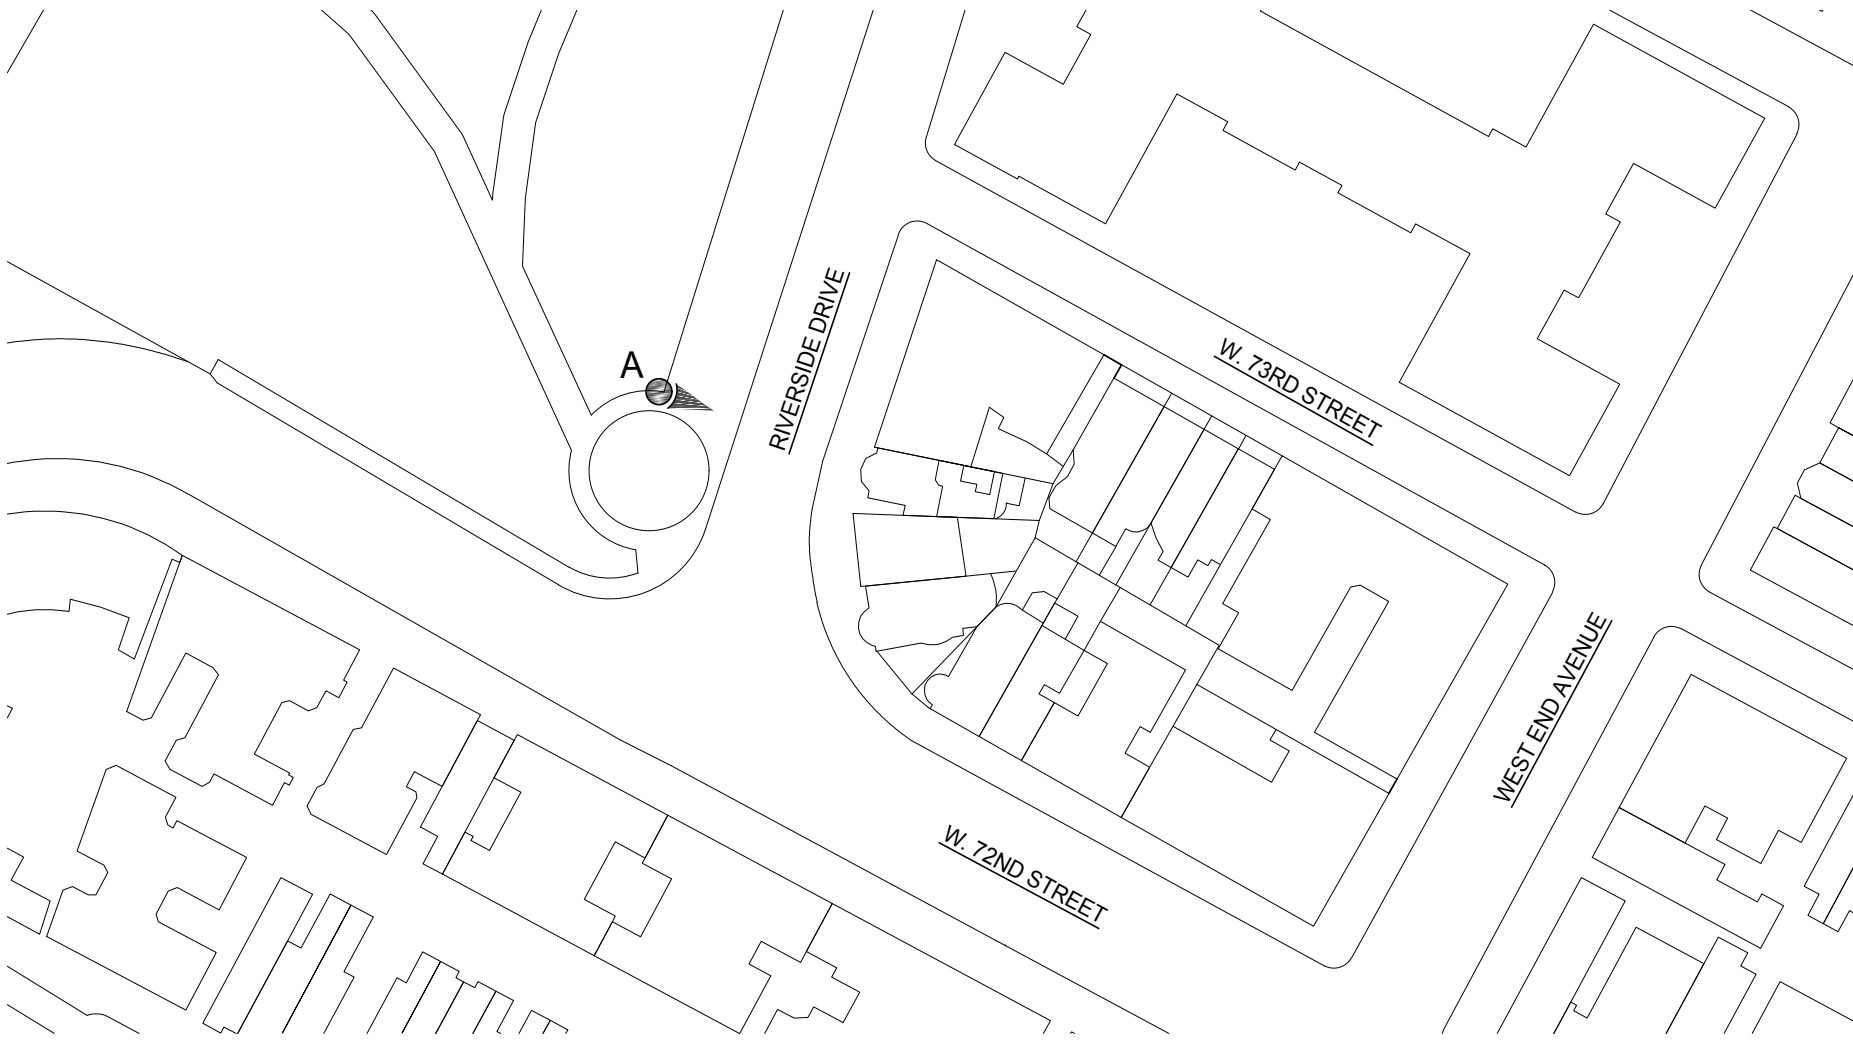 A
RIVERSIDE DRIVE
W. 73RD STREET
WEST END AVENUE
W. 72ND STREET